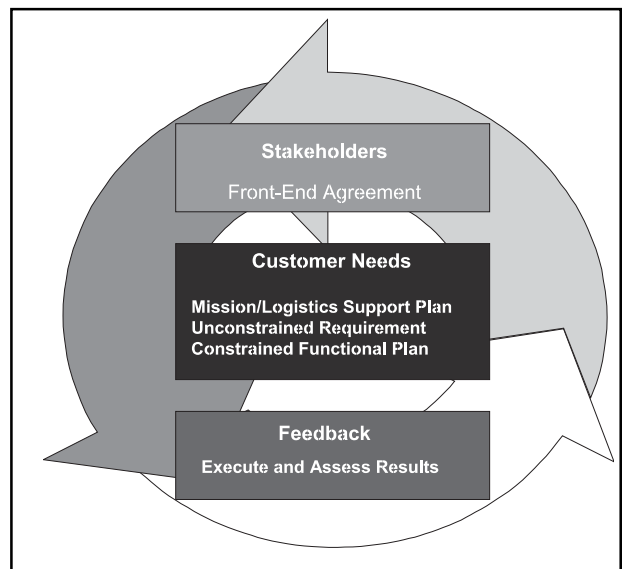 Stakeholders
Front-End Agreement
Customer Needs
Mission/Logistics Support Plan
Unconstrained Requirement
Constrained Functional Plan
Feedback
Execute and Assess Results